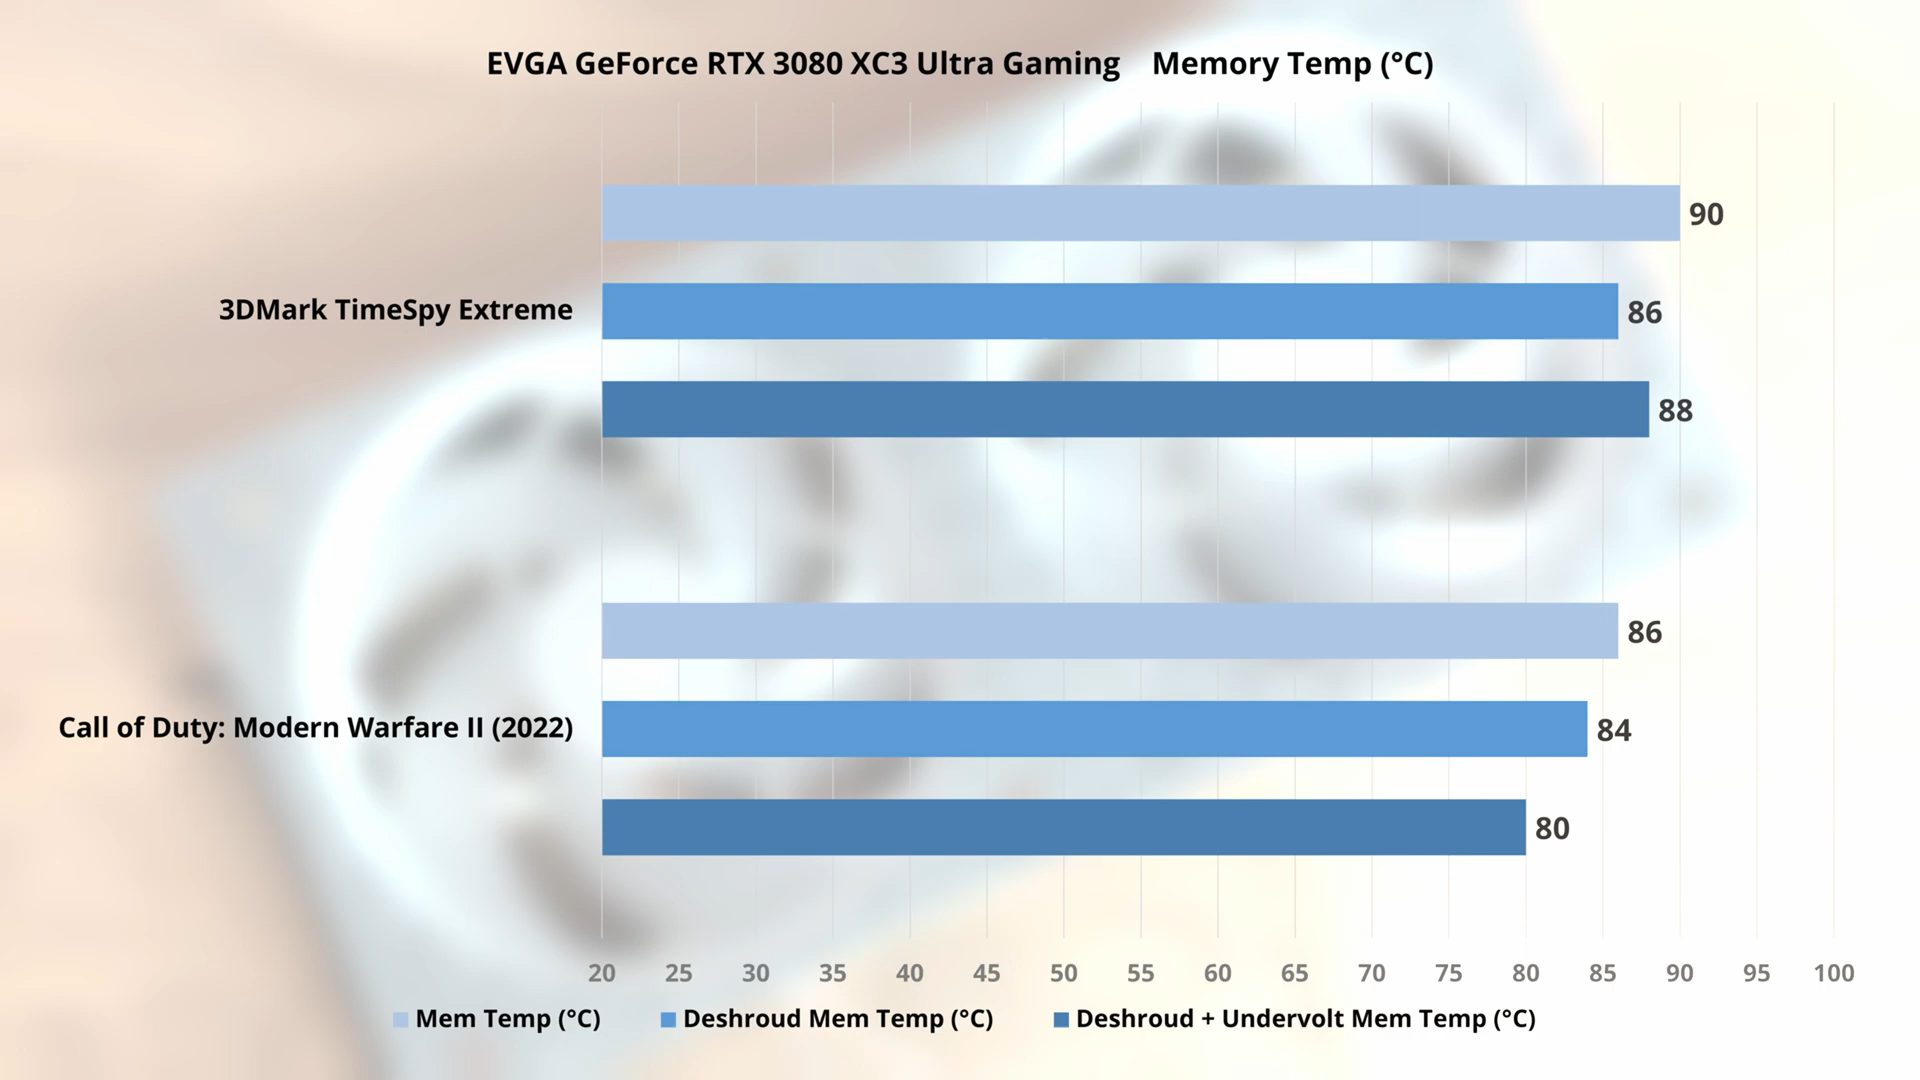 EVGA GeForce RTX 3080 XC3 Ultra Gaming Memory Temp (°C)
90
3DMark TimeSpy Extreme
86
88
86
Call of Duty: Modern Warfare II (2022)
84
80
20 25 30 35 40 45 50 55 60 65 70 75 80 85 90 95 100
Mem Temp (°C) Deshroud Mem Temp (°C) Deshroud + Undervolt Mem Temp (°C)